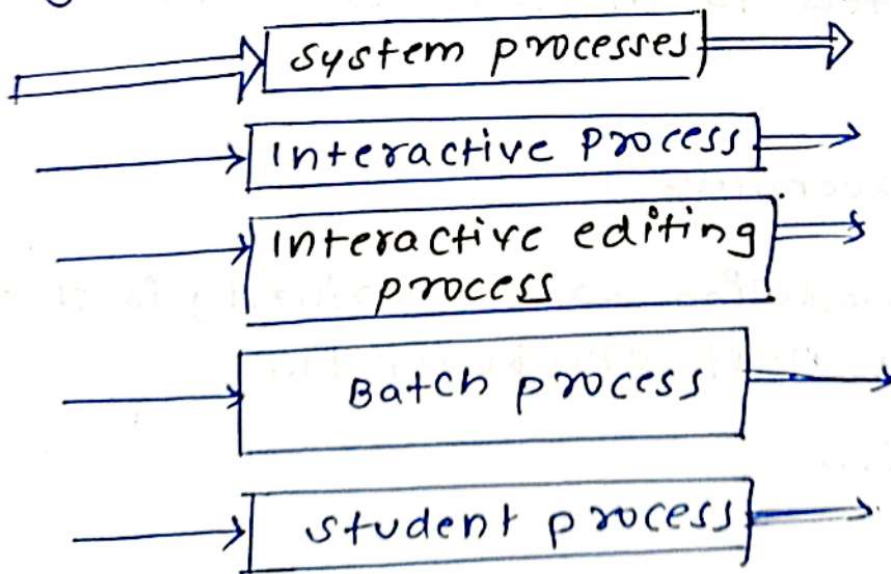 system processes
Interactive process
Interactive editing
process
Batch process
student process